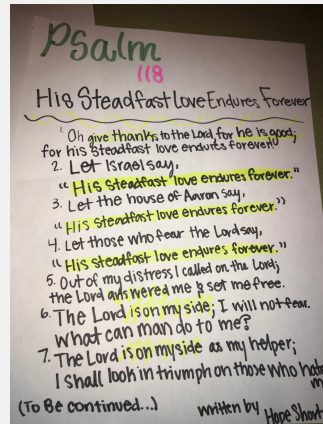 Psalm
118
His Steadfast Love Endures Forever
1 Oh give thanks to the Lord, for he is good;
for his steadfast love endures forever!
2. Let Israel say,
"His Steadfast love endures forever."
3. Let the house of Aaron say,
"His Steadfast love endures forever."
4. Let those who fear the Lord say,
"His Steadfast love endures forever."
5. Out of my distress I called on the Lord;
the Lord answered me & set me free.
6. The Lord is on my side; I will not fear.
What can man do to me?
7. The Lord is on my side as my helper;
I shall look in triumph on those who hate
m
(To Be continued...)
written by Hope Short